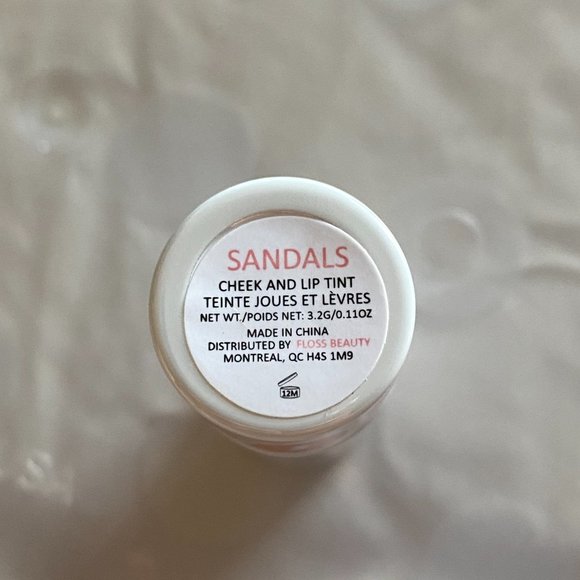 SANDALS
CHEEK AND LIP TINT
TEINTE JOUES ET LÈVRES
NET WT./POIDS NET: 3.2G/0.11OZ
MADE IN CHINA
DISTRIBUTED BY FLOSS BEAUTY
MONTREAL, QC H4S 1M9
12M